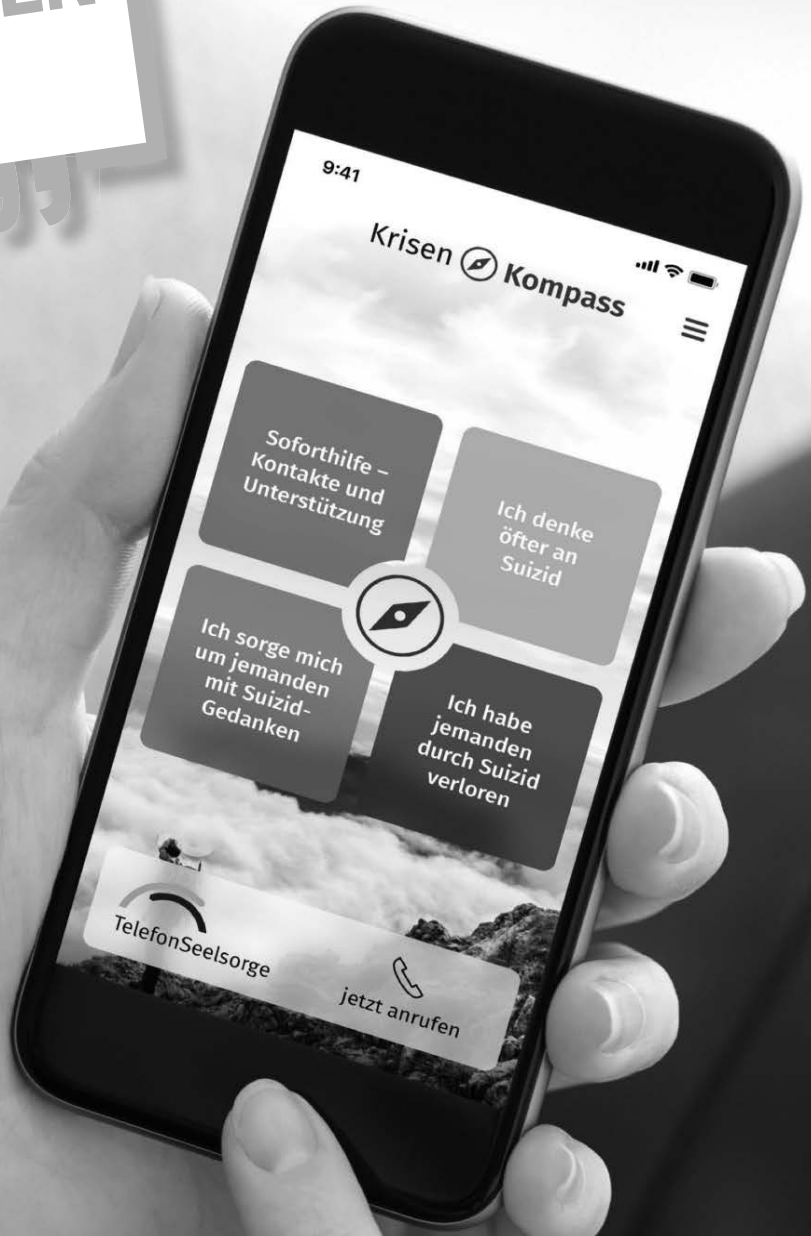 9:41
Krisen Kompass
Soforthilfe –
Kontakte und
Unterstützung
Ich denke
öfter an
Suizid
Ich sorge mich
um jemanden
mit Suizid-
Gedanken
Ich habe
jemanden
durch Suizid
verloren
TelefonSeelsorge
jetzt anrufen